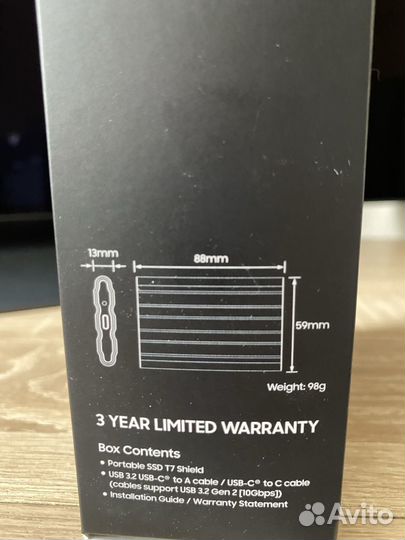 13mm
88mm
59mm
Weight: 98g
3 YEAR LIMITED WARRANTY
Box Contents
• Portable SSD T7 Shield
• USB 3.2 USB-C® to A cable / USB-C® to C cable
(cables support USB 3.2 Gen 2 [10Gbps])
• Installation Guide / Warranty Statement
Avito